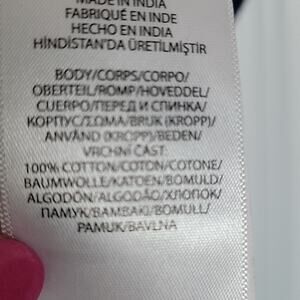 MADE IN INDIA
FABRIQUÉ EN INDE
HECHO EN INDIA
HİNDİSTAN'DA ÜRETİLMİŞTİR
BODY/CORPS/CORPO/
OBERTEIL/ROMP/HOVEDDEL/
CUERPO/ПЕРЕД И СПИНКА/
КОРПУС/ΣΩΜΑ/BRUK (KROPP)/
ANVÄND (KROPP)/BEDEN/
VRCHNÍ ČÁST:
100% COTTON/COTON/COTONE/
BAUMWOLLE/KATOEN/BOMULD/
ALGODÓN/ALGODÃO/ХЛОПОК/
ПАМУК/ΒΑΜΒΑΚΙ/BOMULL/
PAMUK/BAVLNA